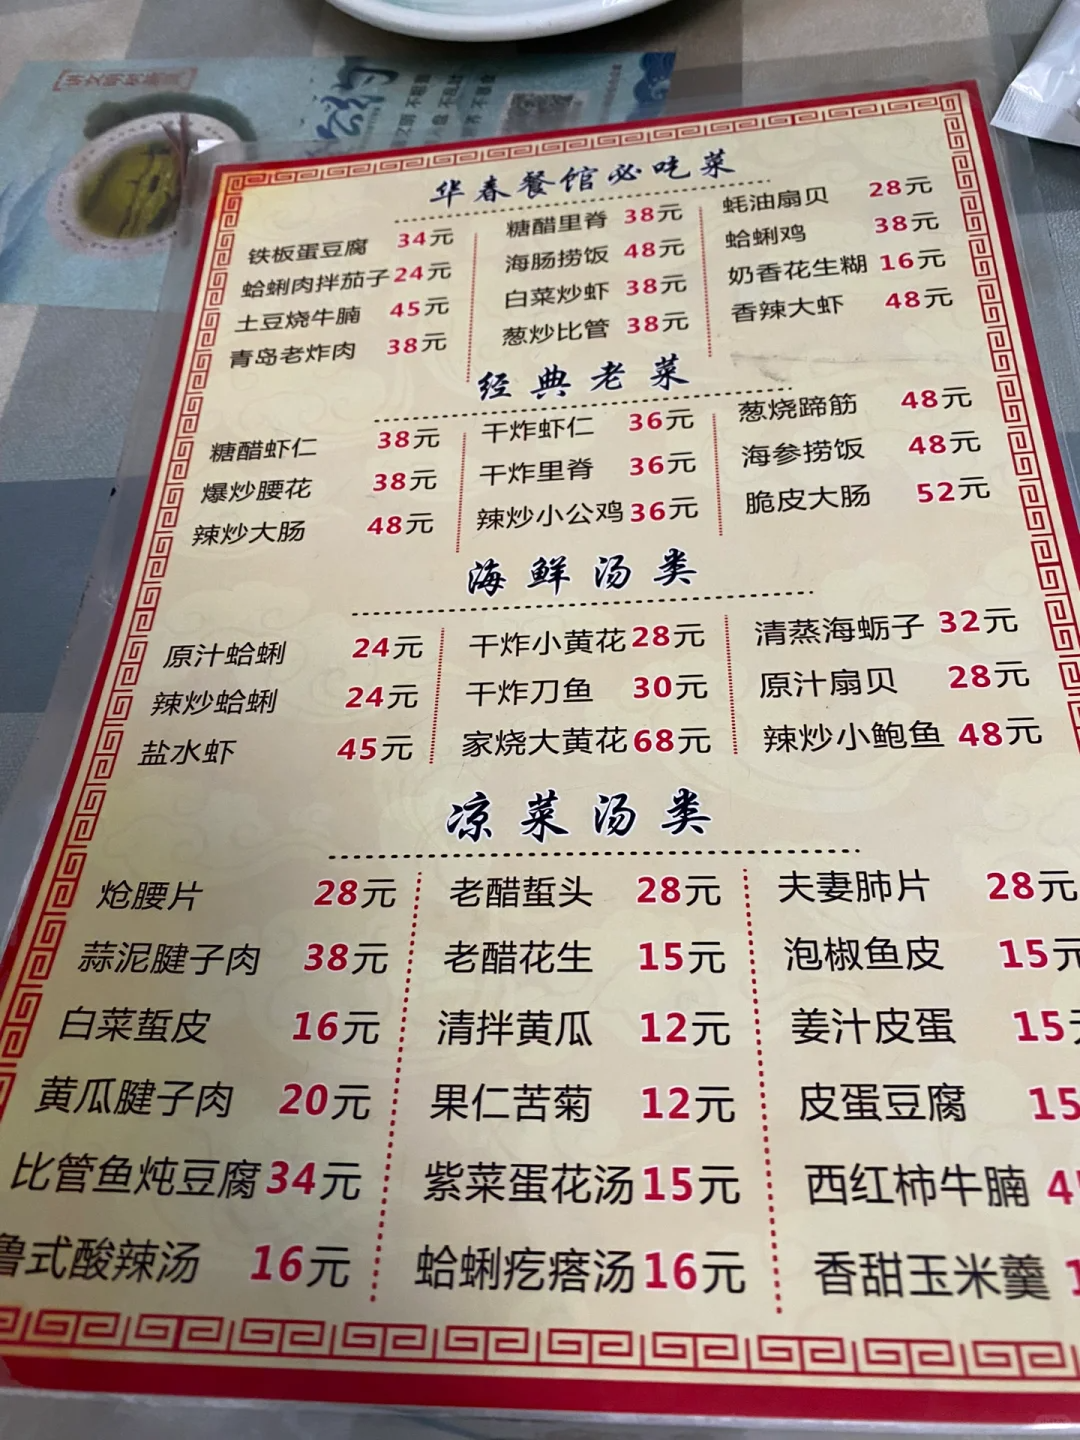 华春餐馆必吃菜
铁板蛋豆腐 34元 糖醋里脊 38元 蚝油扇贝 28元
蛤蜊肉拌茄子 24元 海肠捞饭 48元 蛤蜊鸡 38元
土豆烧牛腩 45元 白菜炒虾 38元 奶香花生糊 16元
青岛老炸肉 38元 葱炒比管 38元 香辣大虾 48元
经典老菜
糖醋虾仁 38元 干炸虾仁 36元 葱烧蹄筋 48元
爆炒腰花 38元 干炸里脊 36元 海参捞饭 48元
辣炒大肠 48元 辣炒小公鸡 36元 脆皮大肠 52元
海鲜汤类
原汁蛤蜊 24元 干炸小黄花 28元 清蒸海蛎子 32元
辣炒蛤蜊 24元 干炸刀鱼 30元 原汁扇贝 28元
盐水虾 45元 家烧大黄花 68元 辣炒小鲍鱼 48元
凉菜汤类
炝腰片 28元 老醋蜇头 28元 夫妻肺片 28元
蒜泥腱子肉 38元 老醋花生 15元 泡椒鱼皮 15元
白菜蜇皮 16元 清拌黄瓜 12元 姜汁皮蛋 15元
黄瓜腱子肉 20元 果仁苦菊 12元 皮蛋豆腐 15
比管鱼炖豆腐 34元 紫菜蛋花汤 15元 西红柿牛腩 4
鲁式酸辣汤 16元 蛤蜊疙瘩汤 16元 香甜玉米羹 1